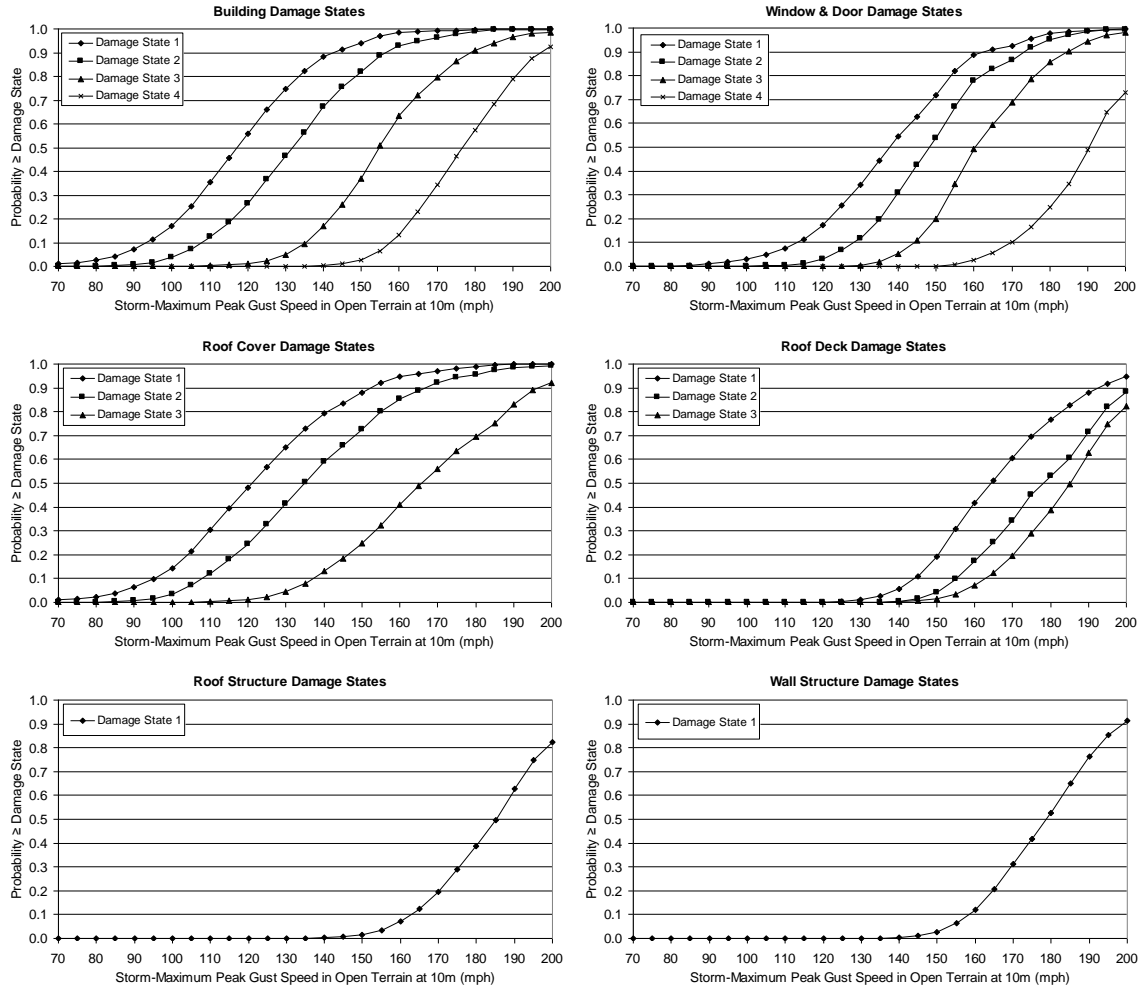 Building Damage States
Probability ≥ Damage State
1.0
0.9
0.8
0.7
0.6
0.5
0.4
0.3
0.2
0.1
0.0
Damage State 1
Damage State 2
Damage State 3
Damage State 4
70 80 90 100 110 120 130 140 150 160 170 180 190 200
Storm-Maximum Peak Gust Speed in Open Terrain at 10m (mph)
Window & Door Damage States
Probability ≥ Damage State
1.0
0.9
0.8
0.7
0.6
0.5
0.4
0.3
0.2
0.1
0.0
Damage State 1
Damage State 2
Damage State 3
Damage State 4
70 80 90 100 110 120 130 140 150 160 170 180 190 200
Storm-Maximum Peak Gust Speed in Open Terrain at 10m (mph)
Roof Cover Damage States
Probability ≥ Damage State
1.0
0.9
0.8
0.7
0.6
0.5
0.4
0.3
0.2
0.1
0.0
Damage State 1
Damage State 2
Damage State 3
70 80 90 100 110 120 130 140 150 160 170 180 190 200
Storm-Maximum Peak Gust Speed in Open Terrain at 10m (mph)
Roof Deck Damage States
Probability ≥ Damage State
1.0
0.9
0.8
0.7
0.6
0.5
0.4
0.3
0.2
0.1
0.0
Damage State 1
Damage State 2
Damage State 3
70 80 90 100 110 120 130 140 150 160 170 180 190 200
Storm-Maximum Peak Gust Speed in Open Terrain at 10m (mph)
Roof Structure Damage States
Probability ≥ Damage State
1.0
0.9
0.8
0.7
0.6
0.5
0.4
0.3
0.2
0.1
0.0
Damage State 1
70 80 90 100 110 120 130 140 150 160 170 180 190 200
Storm-Maximum Peak Gust Speed in Open Terrain at 10m (mph)
Wall Structure Damage States
Probability ≥ Damage State
1.0
0.9
0.8
0.7
0.6
0.5
0.4
0.3
0.2
0.1
0.0
Damage State 1
70 80 90 100 110 120 130 140 150 160 170 180 190 200
Storm-Maximum Peak Gust Speed in Open Terrain at 10m (mph)